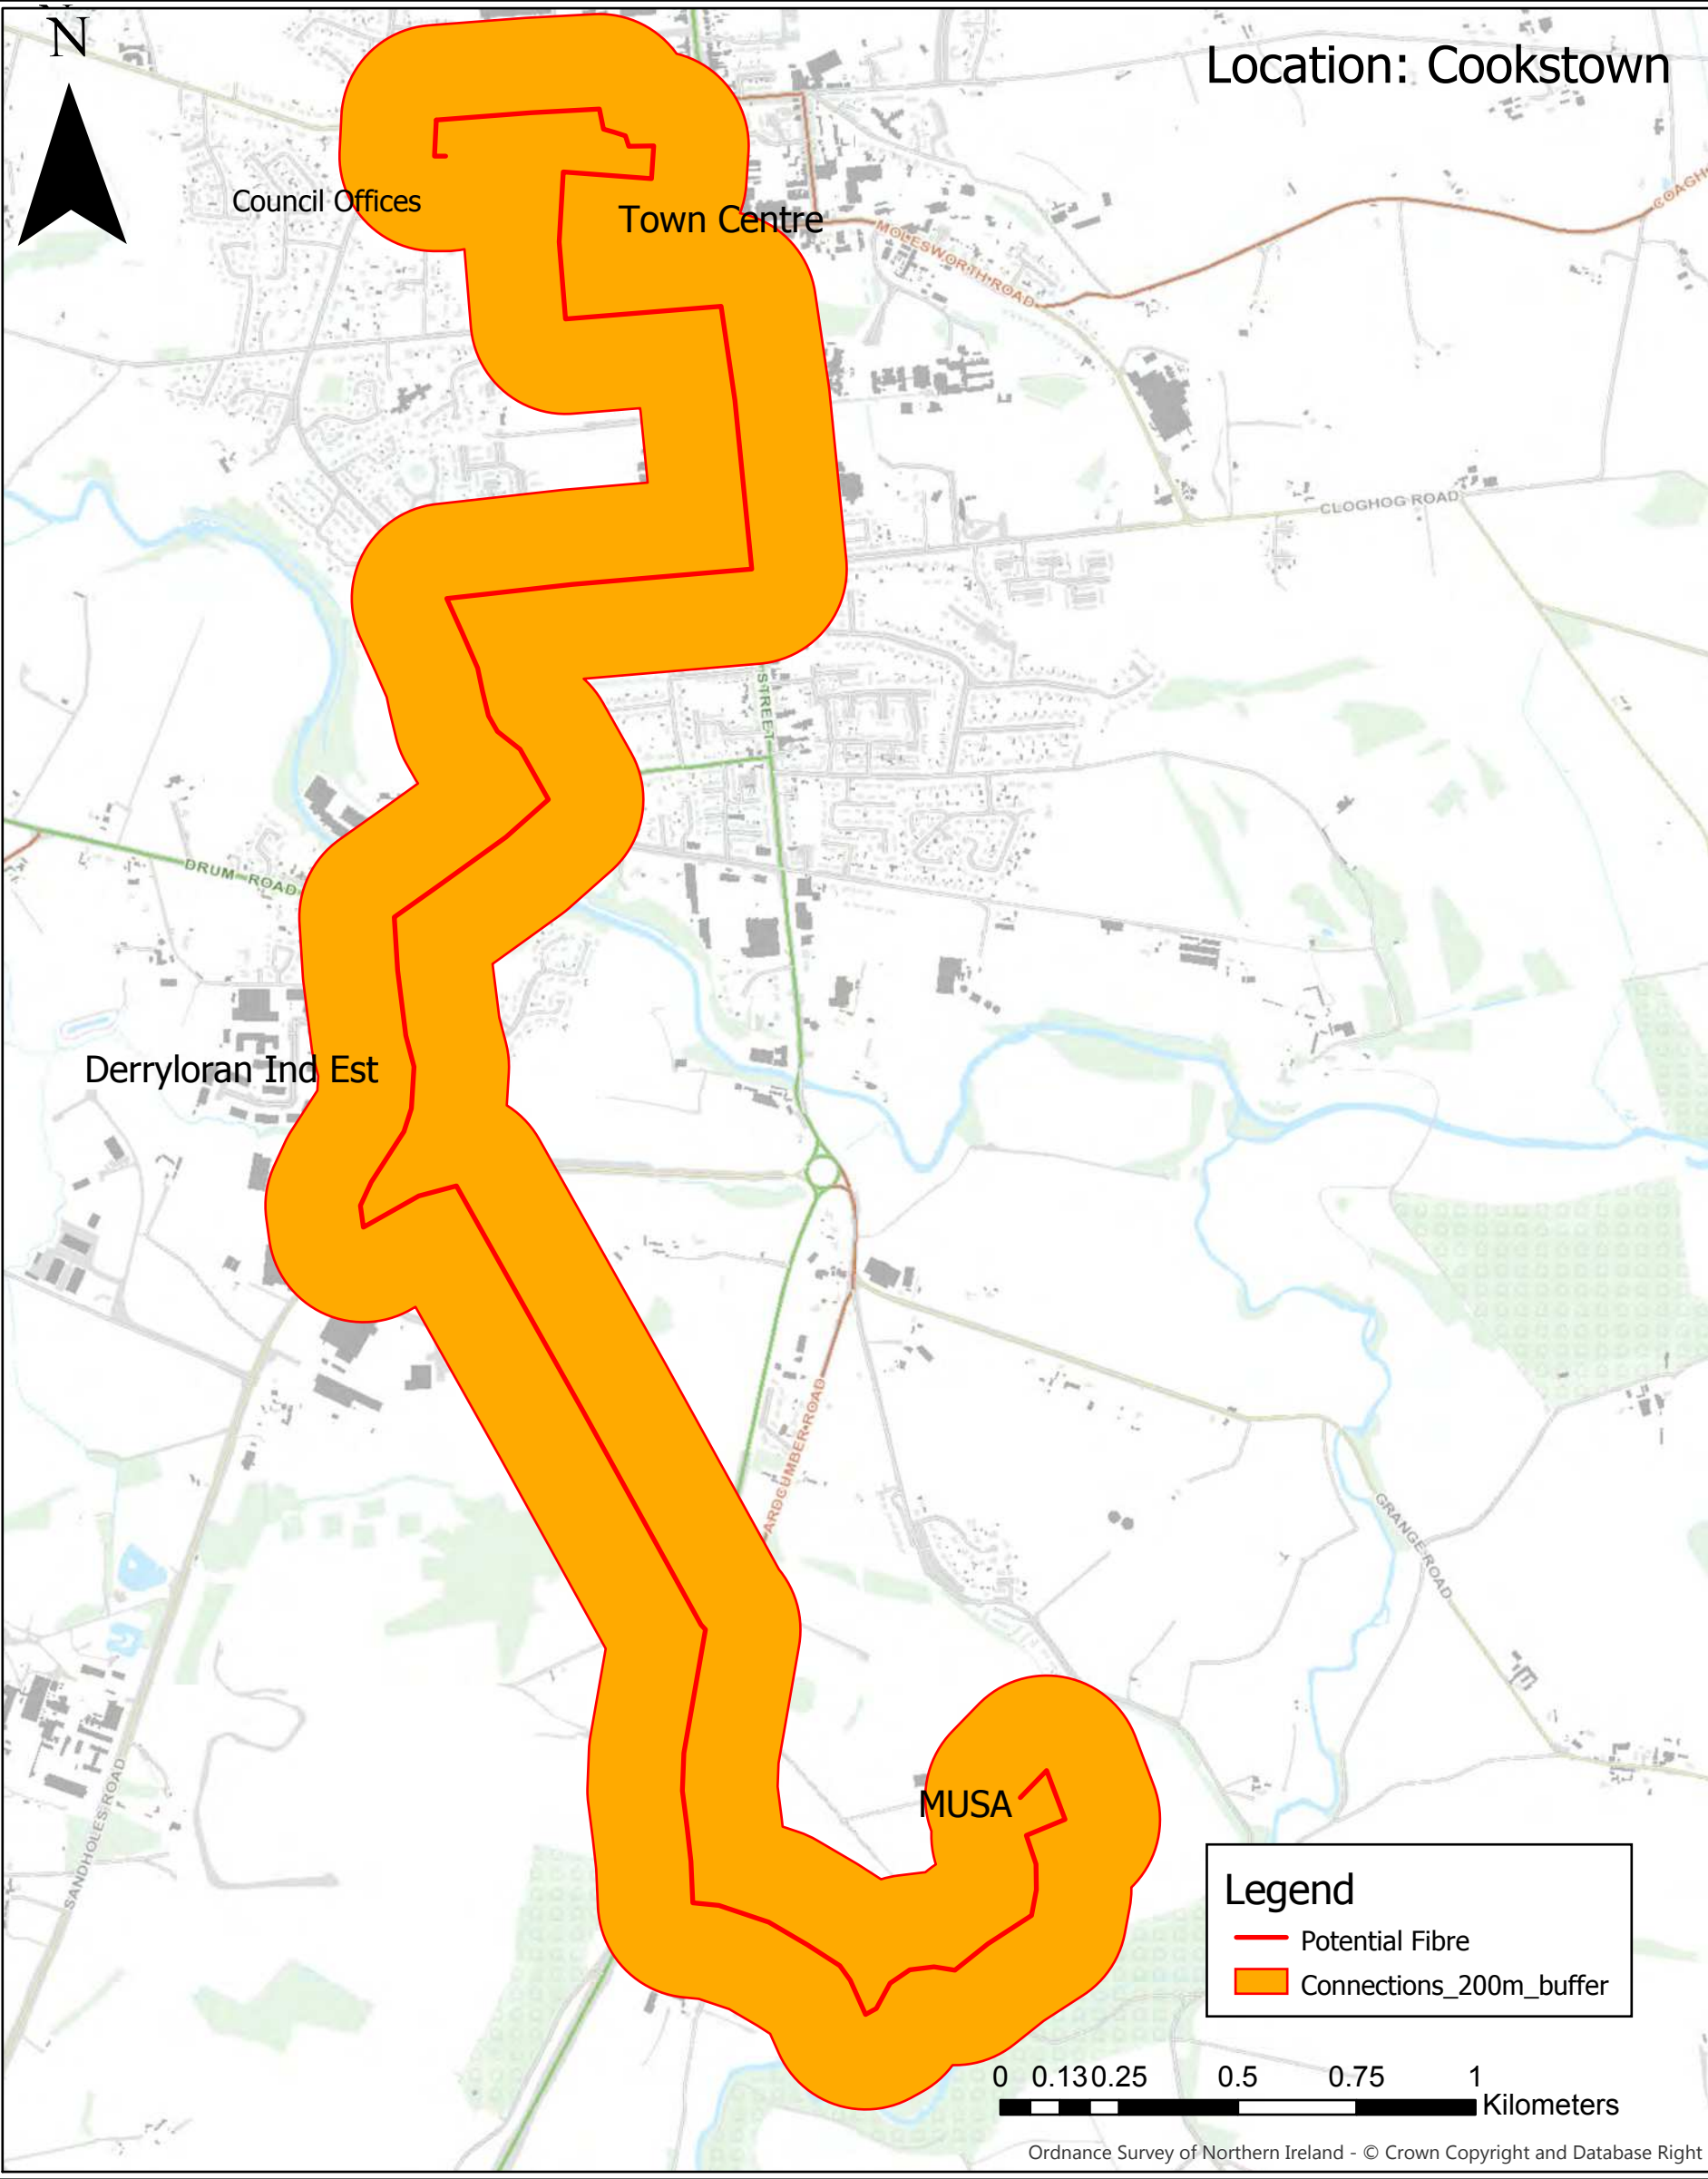 N
N
Location: Cookstown
COAGH
Council Offices
Town Centre
MOLESWORTH ROAD
CLOGHOG ROAD
STREET
DRUM ROAD
Derryloran Ind Est
ARDCUMBER ROAD
GRANGE ROAD
SANDHOLES ROAD
MUSA
Legend
Potential Fibre
Connections_200m_buffer
0 0.13 0.25 0.5 0.75 1
Kilometers
Ordnance Survey of Northern Ireland - © Crown Copyright and Database Right